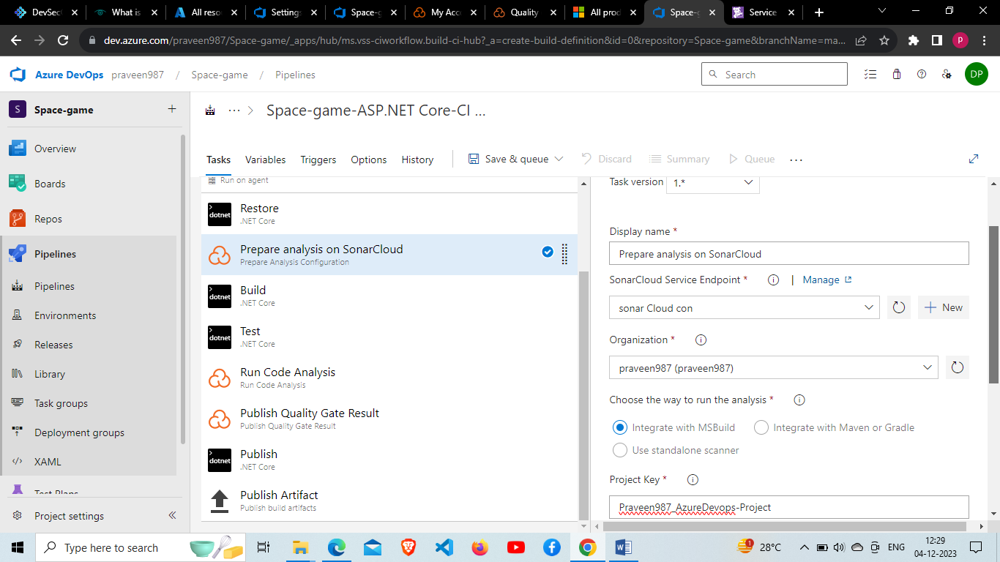 DevSecO
What is
All reso
Settings
Space-g
My Acc
Quality
All prod
Space-g
Service
dev.azure.com/praveen987/Space-game/_apps/hub/ms.vss-ciworkflow.build-ci-hub?_a=create-build-definition&id=0&repository=Space-game&branchName=ma...
P
Azure DevOps praveen987 / Space-game / Pipelines
Search
DP
S Space-game +
Space-game-ASP.NET Core-CI ...
Overview
Boards
Repos
Pipelines
Pipelines
Environments
Releases
Library
Task groups
Deployment groups
XAML
Test Plans
Project settings
Tasks Variables Triggers Options History Save & queue Discard Summary Queue ...
Run on agent
dotnet
Restore
.NET Core
Prepare analysis on SonarCloud
Prepare Analysis Configuration
dotnet
Build
.NET Core
dotnet
Test
.NET Core
Run Code Analysis
Run Code Analysis
Publish Quality Gate Result
Publish Quality Gate Result
dotnet
Publish
.NET Core
Publish Artifact
Publish build artifacts
Task version 1.*
Display name *
Prepare analysis on SonarCloud
SonarCloud Service Endpoint * | Manage
sonar Cloud con
New
Organization *
praveen987 (praveen987)
Choose the way to run the analysis *
Integrate with MSBuild Integrate with Maven or Gradle
Use standalone scanner
Project Key *
Praveen987_AzureDevops-Project
Type here to search
1
28°C
ENG
12:29
04-12-2023